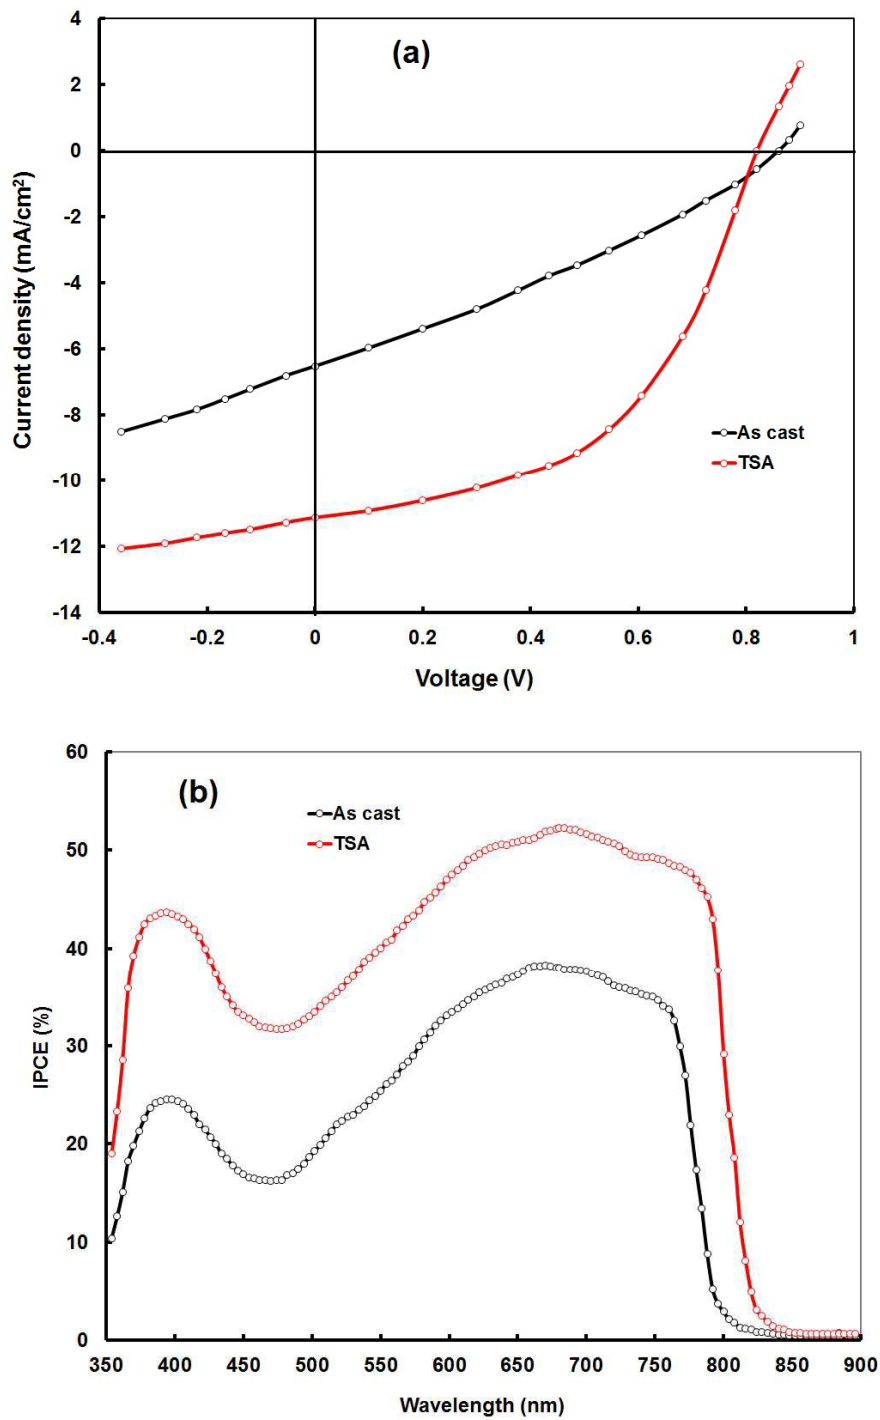 (a)
4
2
0
-2
-4
-6
-8
-10
-12
-14
Current density (mA/cm²)
As cast
TSA
-0.4 -0.2 0 0.2 0.4 0.6 0.8 1
Voltage (V)
(b)
60
50
40
30
20
10
0
IPCE (%)
As cast
TSA
350 400 450 500 550 600 650 700 750 800 850 900
Wavelength (nm)